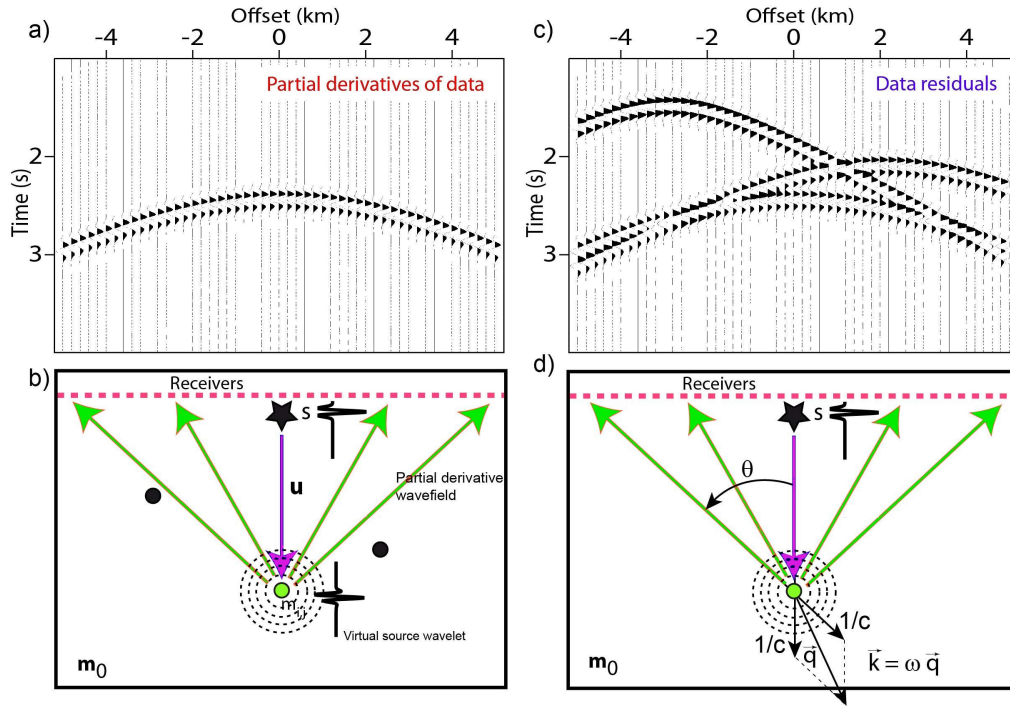 a)
Offset (km)
-4 -2 0 2 4
Partial derivatives of data
Time (s)
2
3
c)
Offset (km)
-4 -2 0 2 4
Data residuals
Time (s)
2
3
b)
Receivers
s
u
Partial derivative
wavefield
m
Virtual source wavelet
m0
d)
Receivers
s
θ
1/c
1/c
q
k = ω q
m0